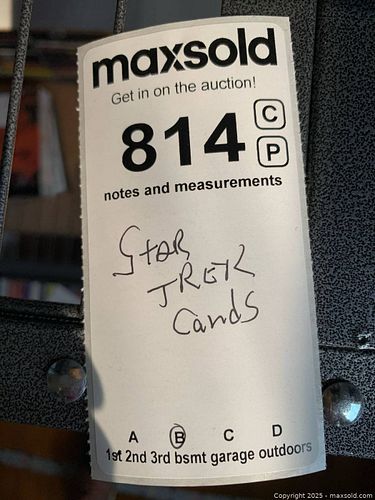 maxsold
Get in on the auction!
814 C
P
notes and measurements
STAR
TREK
Cards
A B C D
1st 2nd 3rd bsmt garage outdoors
Copyright 2025 - maxsold.com